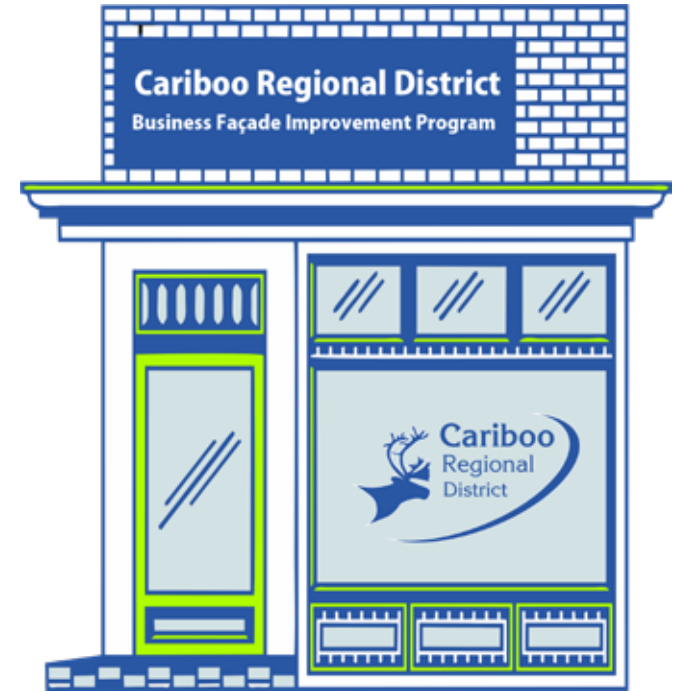 Cariboo Regional District
Business Façade Improvement Program
Cariboo
Regional
District